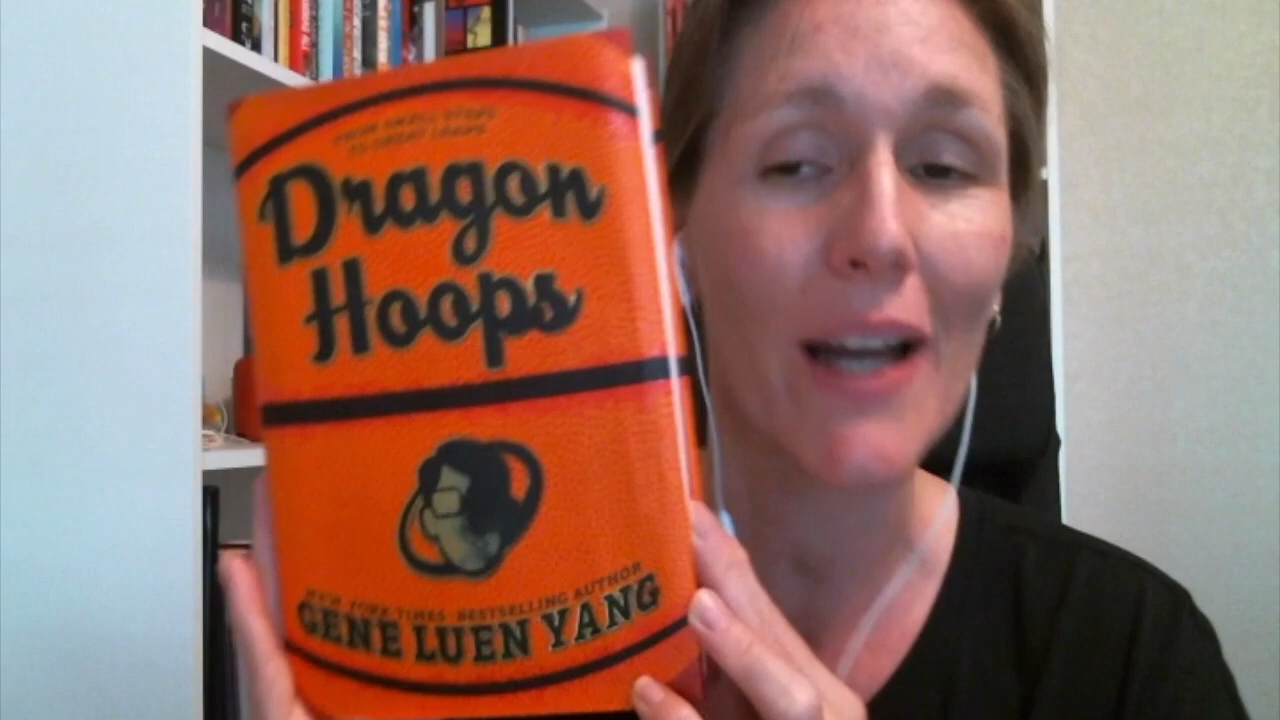 FROM SMALL STEPS
TO GREAT LEAPS
Dragon
Hoops
NEW YORK TIMES BESTSELLING AUTHOR
GENE LUEN YANG